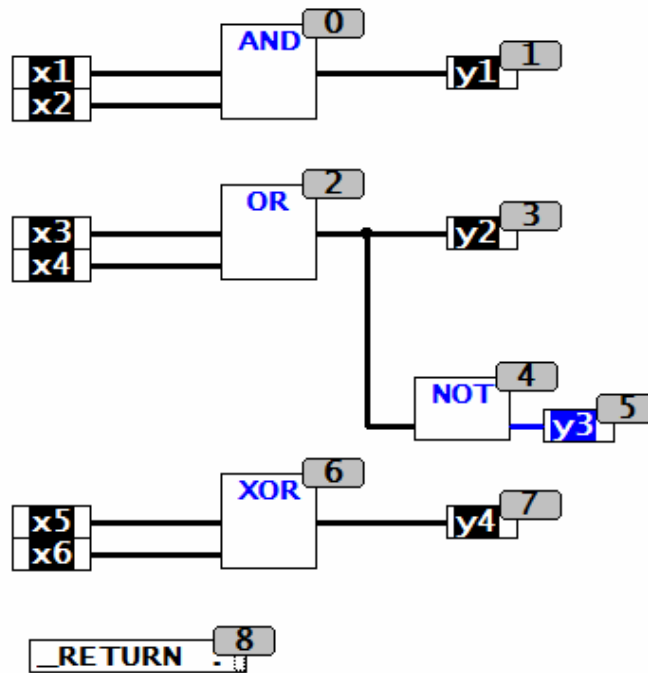 AND 0
x1 y1 1
x2
OR 2
x3 y2 3
x4
NOT 4
y3 5
XOR 6
x5 y4 7
x6
_RETURN . 8